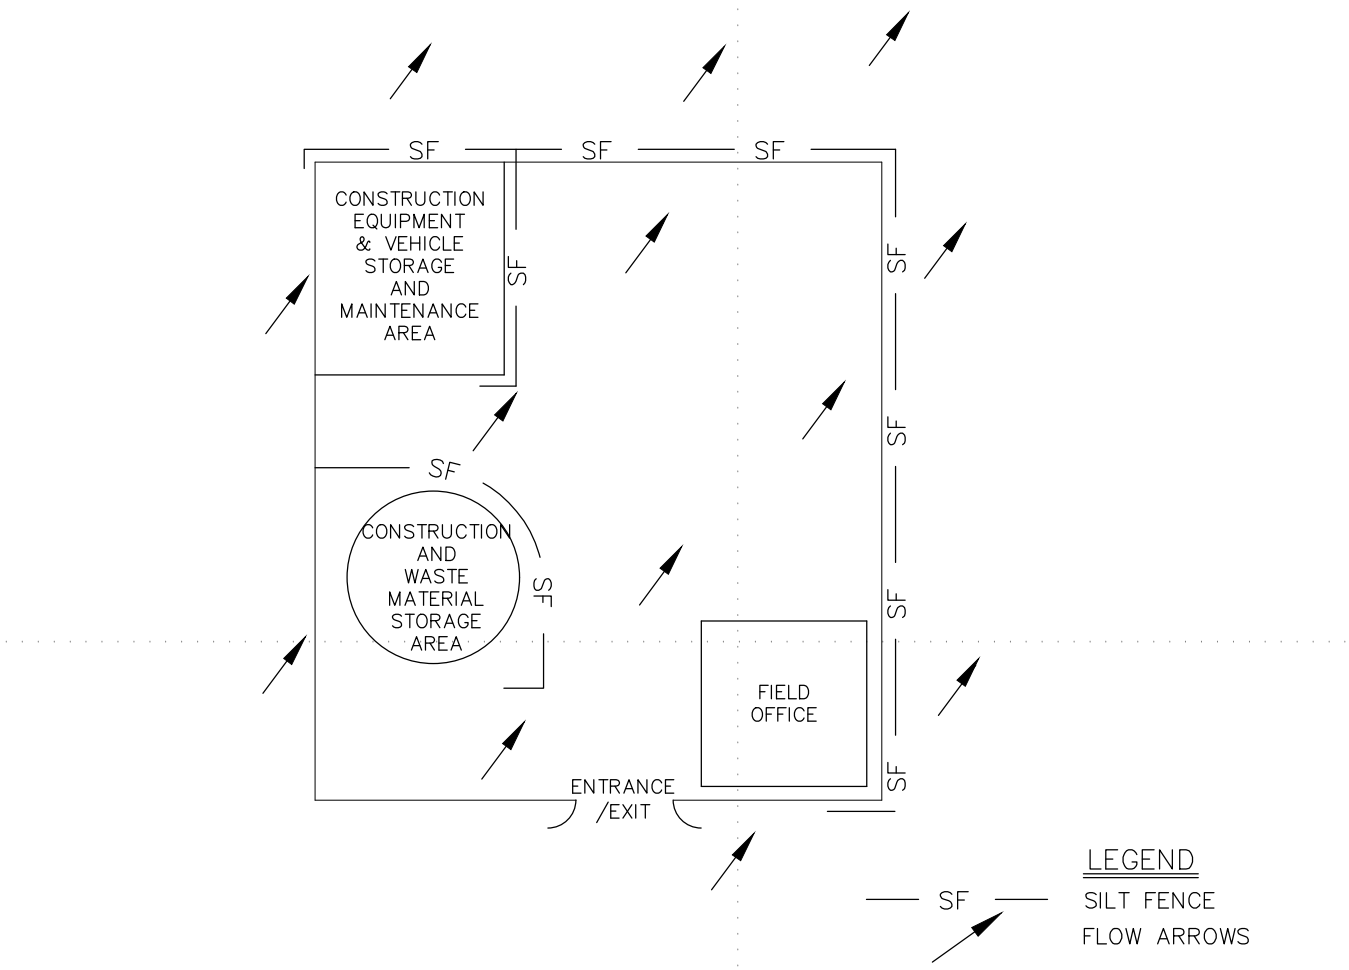 SF
SF
SF
CONSTRUCTION
EQUIPMENT
& VEHICLE
STORAGE
AND
MAINTENANCE
AREA
SF
SF
SF
SF
CONSTRUCTION
AND
WASTE
MATERIAL
STORAGE
AREA
SF
SF
FIELD
OFFICE
SF
ENTRANCE
/EXIT
LEGEND
SF
SILT FENCE
FLOW ARROWS